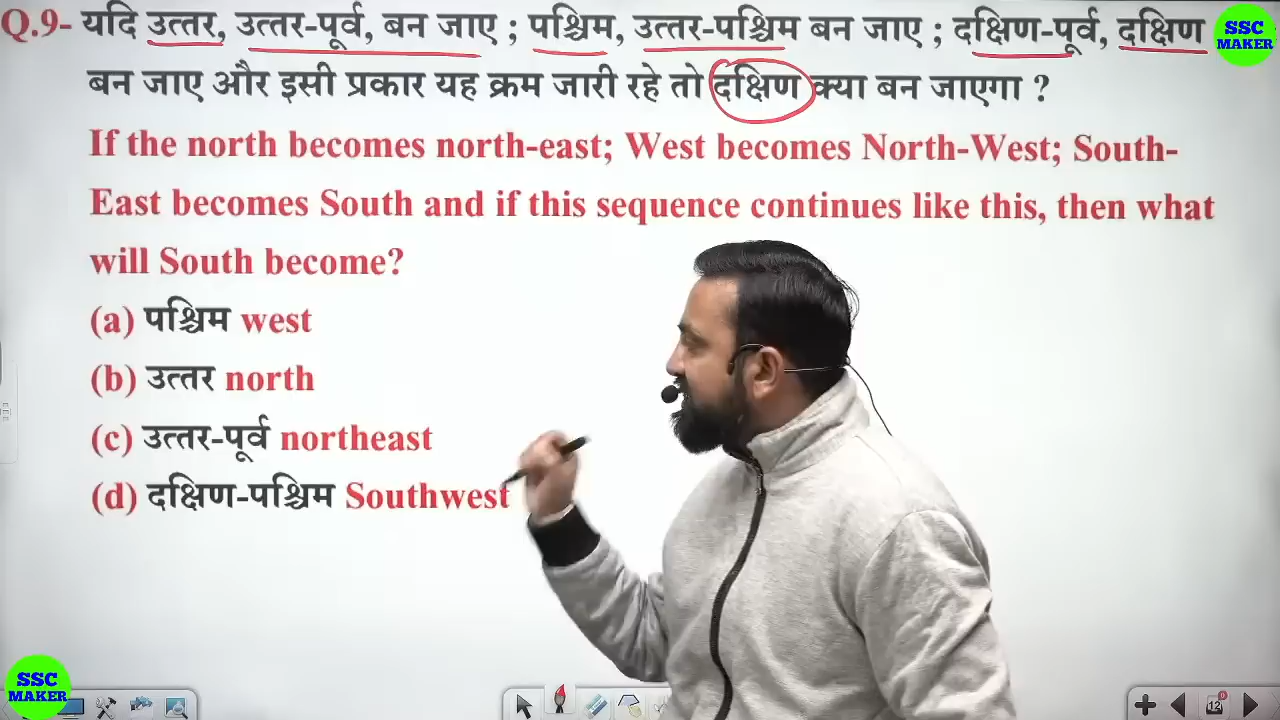 Q.9- यदि उत्तर, उत्तर-पूर्व, बन जाए ; पश्चिम, उत्तर-पश्चिम बन जाए ; दक्षिण-पूर्व, दक्षिण
SSC
MAKER
बन जाए और इसी प्रकार यह क्रम जारी रहे तो दक्षिण क्या बन जाएगा ?
If the north becomes north-east; West becomes North-West; South-
East becomes South and if this sequence continues like this, then what
will South become?
(a) पश्चिम west
(b) उत्तर north
(c) उत्तर-पूर्व northeast
(d) दक्षिण-पश्चिम Southwest
SSC
MAKER
12
0